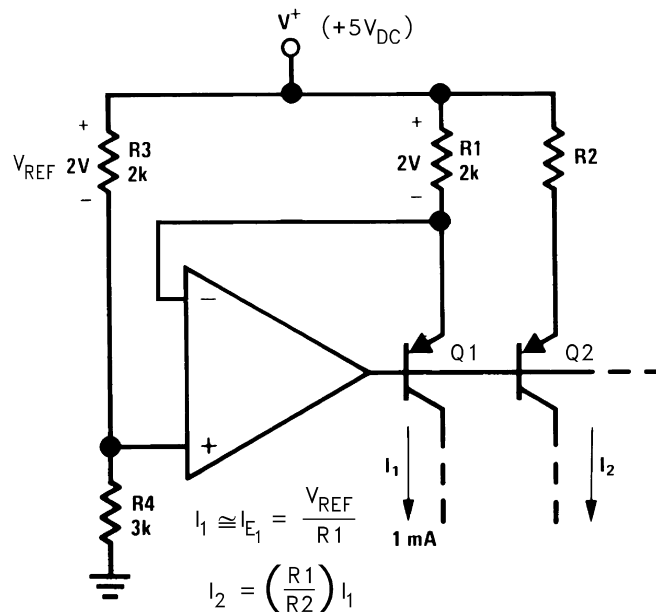 V+ (+5VDC)
+
VREF 2V
−
R3
2k
+
2V
−
R1
2k
R2
−
+
Q1
Q2
R4
3k
I1
1 mA
I2
I1 ≅ IE1 = VREF / R1
I2 = (R1 / R2) I1